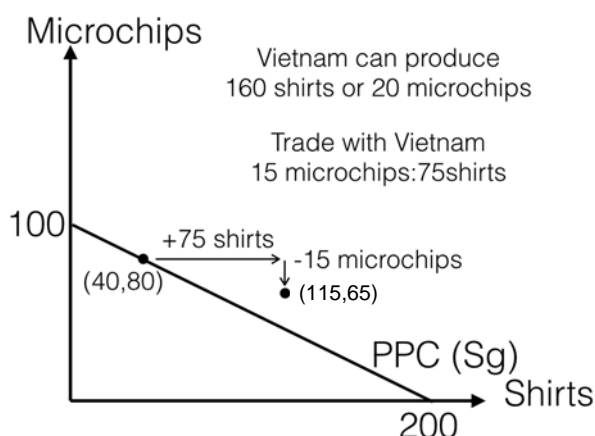 Microchips
Vietnam can produce
160 shirts or 20 microchips
Trade with Vietnam
15 microchips:75shirts
100
+75 shirts
-15 microchips
(40,80)
(115,65)
PPC (Sg)
Shirts
200